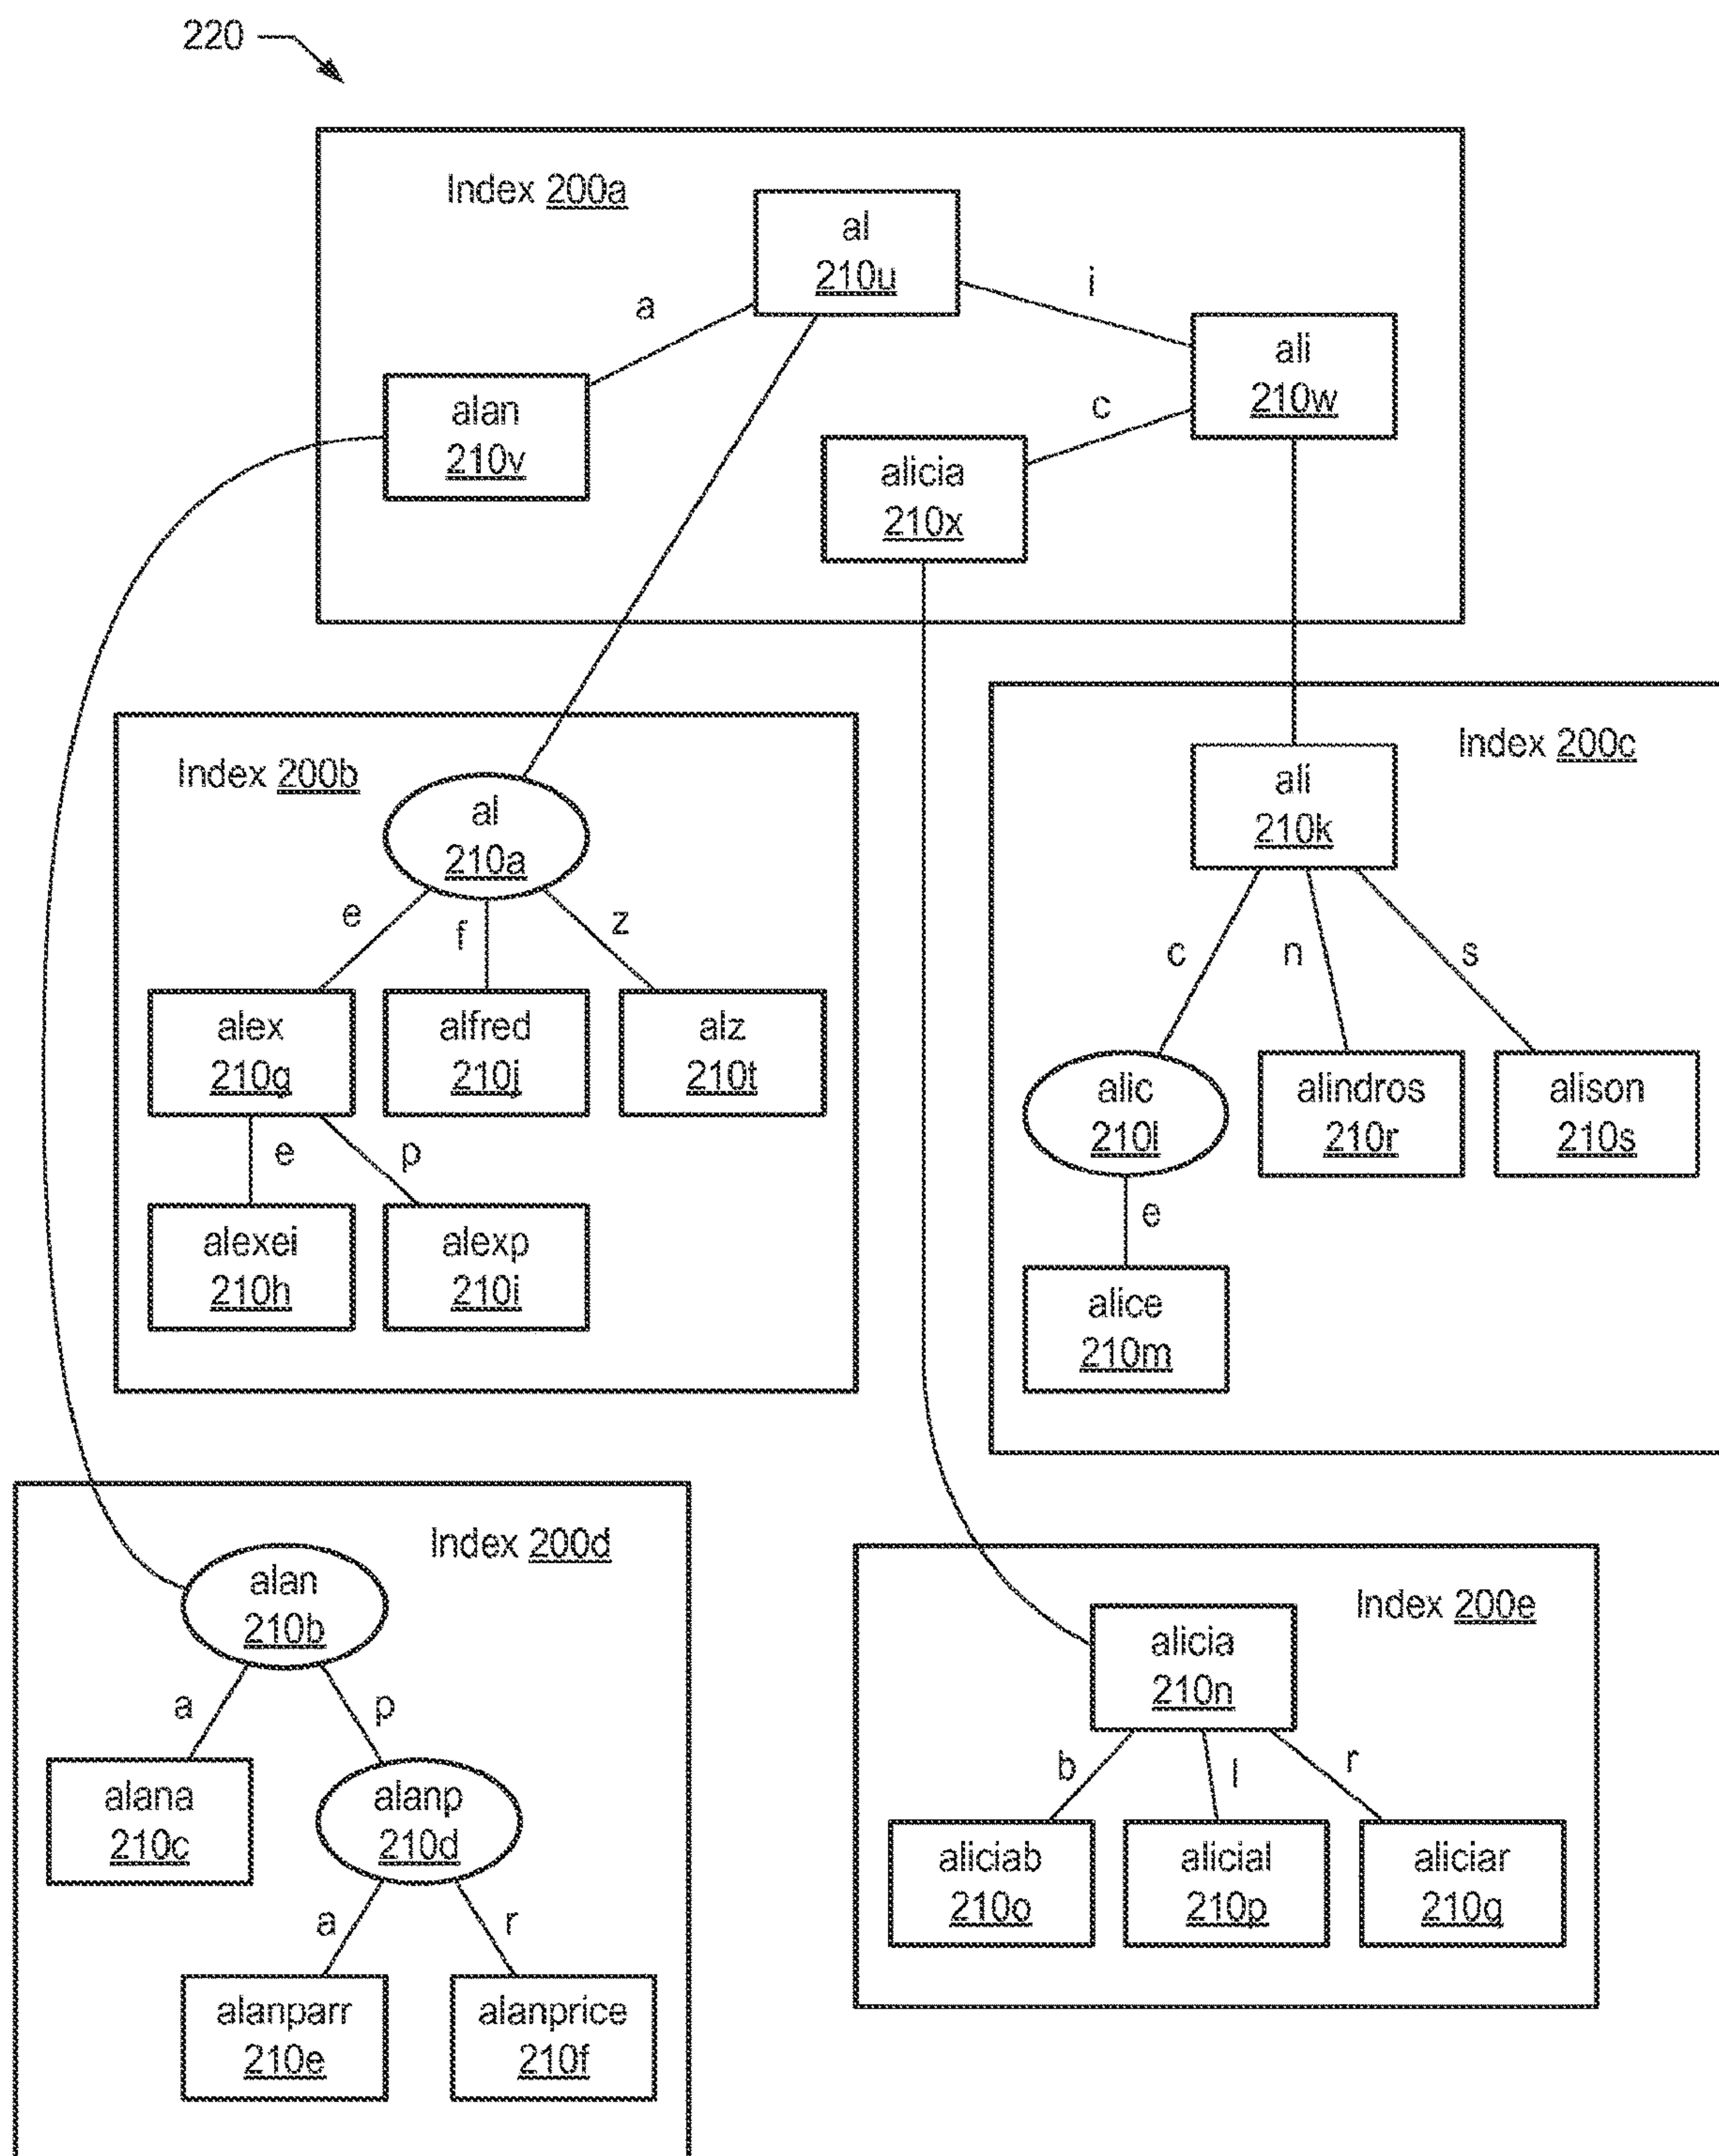 220
Index 200a
al
210u
a
i
ali
210w
alan
210v
c
alicia
210x
Index 200b
al
210a
e
f
z
alex
210g
alfred
210j
alz
210t
e
p
alexei
210h
alexp
210i
Index 200c
ali
210k
c
n
s
alic
210l
alindros
210r
alison
210s
e
alice
210m
Index 200d
alan
210b
a
p
alana
210c
alanp
210d
a
r
alanparr
210e
alanprice
210f
Index 200e
alicia
210n
b
l
r
aliciab
210o
alicial
210p
aliciar
210q